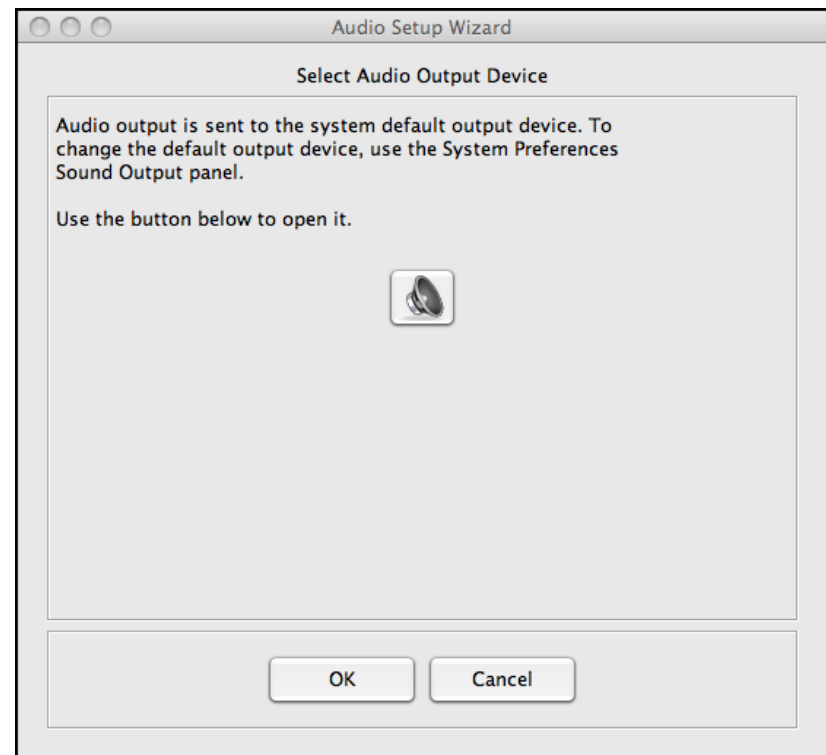 Audio Setup Wizard
Select Audio Output Device
Audio output is sent to the system default output device. To
change the default output device, use the System Preferences
Sound Output panel.
Use the button below to open it.
OK
Cancel